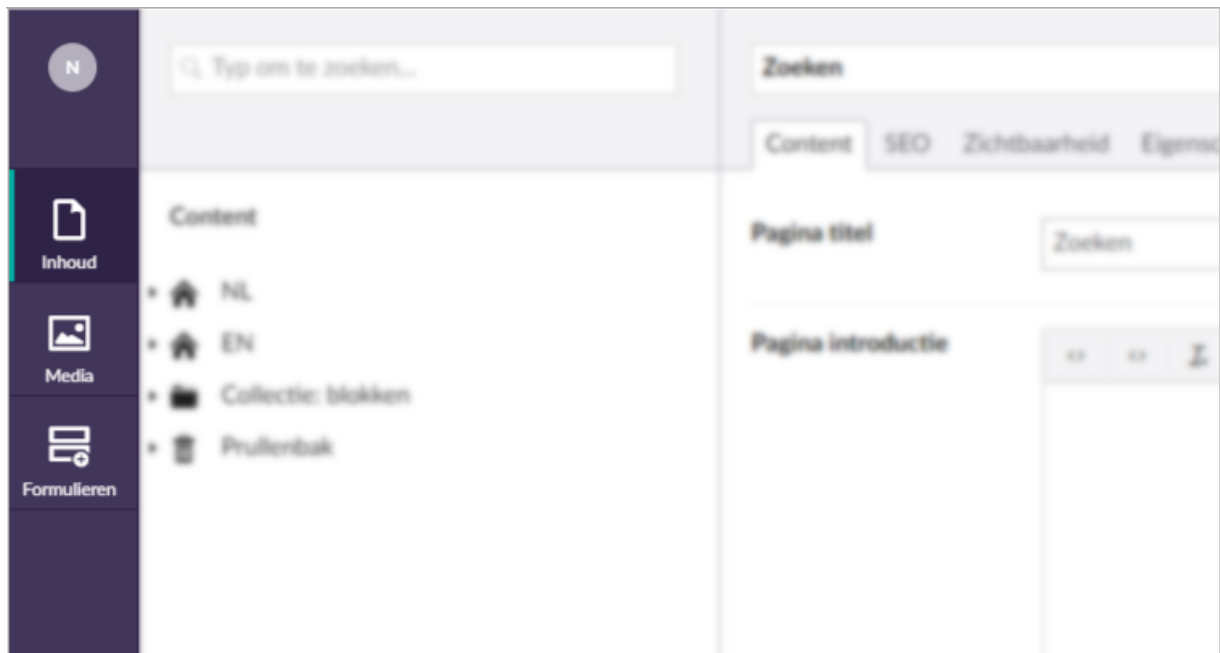 N
Inhoud
Media
Formulieren
Typ om te zoeken...
Content
NL
EN
Collectie: blokken
Prullenbak
Zoeken
Content SEO Zichtbaarheid
Pagina titel
Zoeken
Pagina introductie